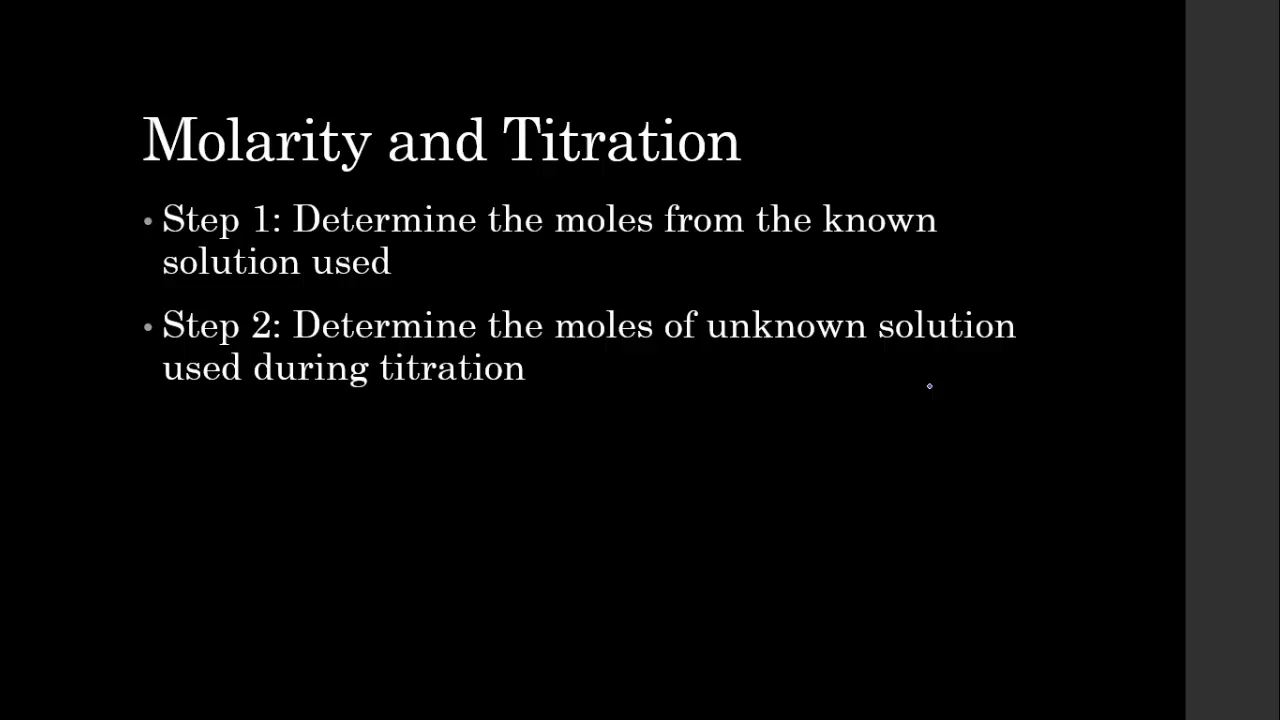 Molarity and Titration
• Step 1: Determine the moles from the known
solution used
• Step 2: Determine the moles of unknown solution
used during titration